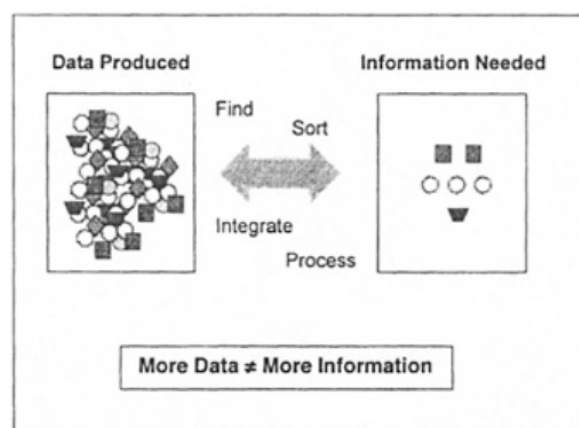 Data Produced
Information Needed
Find
Sort
Integrate
Process
More Data ≠ More Information